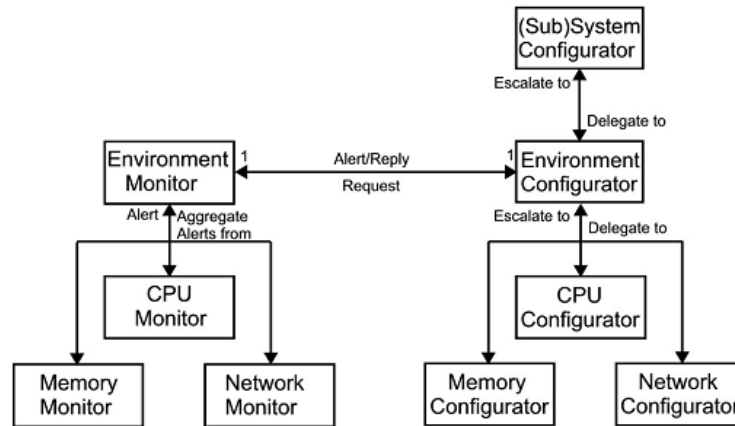 (Sub)System
Configurator
Escalate to
Delegate to
Environment
Monitor
1
Alert/Reply
Request
1
Environment
Configurator
Alert
Aggregate
Alerts from
Escalate to
Delegate to
CPU
Monitor
CPU
Configurator
Memory
Monitor
Network
Monitor
Memory
Configurator
Network
Configurator